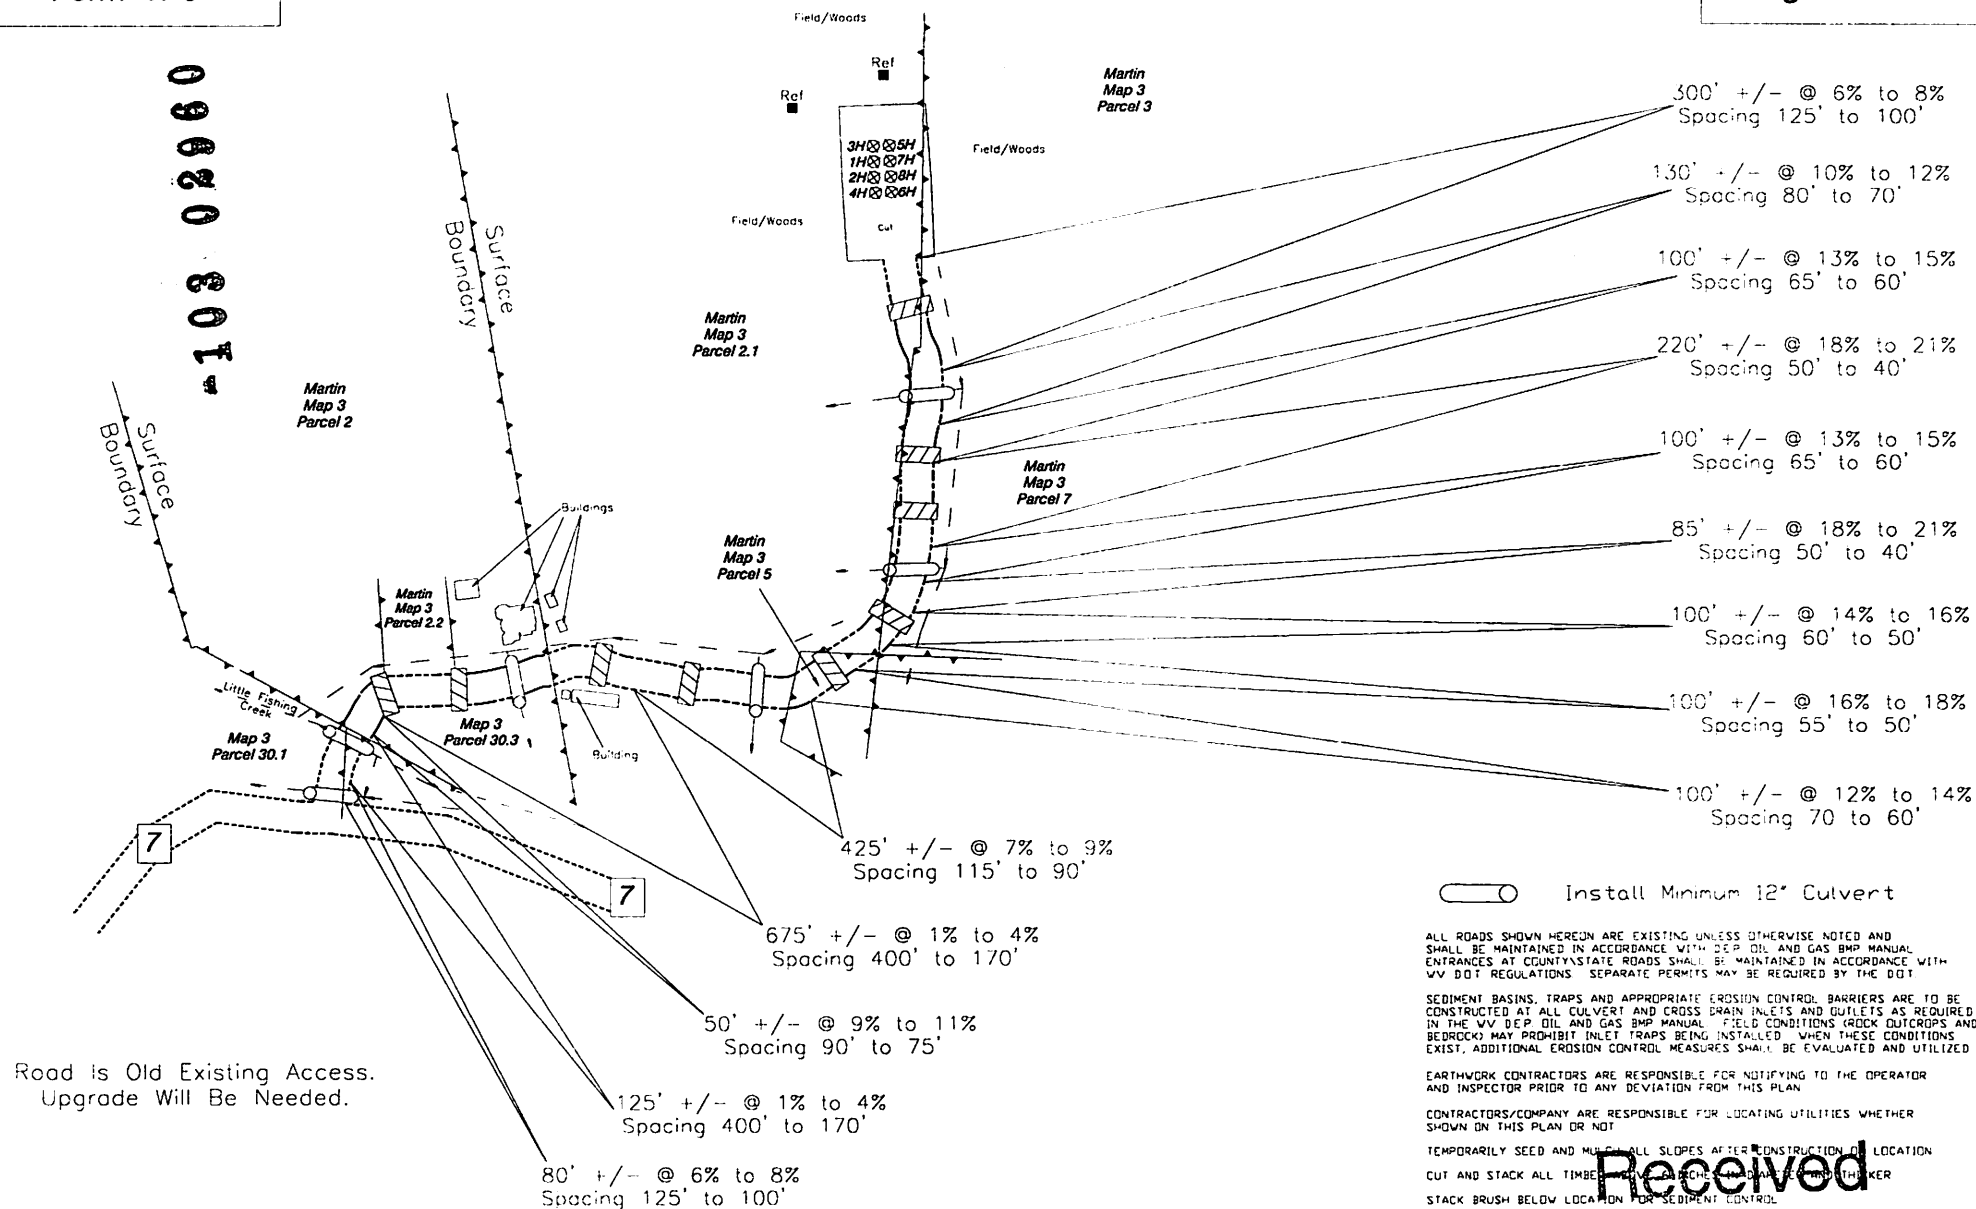 Field/Woods
Ref
Ref
Martin
Map 3
Parcel 3
-103 02960
3H 5H
1H 7H
2H 8H
4H 6H
Cut
Field/Woods
Field/Woods
Surface
Boundary
Martin
Map 3
Parcel 2.1
Martin
Map 3
Parcel 2
Surface
Boundary
Martin
Map 3
Parcel 7
Buildings
Martin
Map 3
Parcel 5
Martin
Map 3
Parcel 2.2
Little Fishing
Creek
Map 3
Parcel 30.1
Map 3
Parcel 30.3
Building
7
7
300' +/- @ 6% to 8%
Spacing 125' to 100'
130' +/- @ 10% to 12%
Spacing 80' to 70'
100' +/- @ 13% to 15%
Spacing 65' to 60'
220' +/- @ 18% to 21%
Spacing 50' to 40'
100' +/- @ 13% to 15%
Spacing 65' to 60'
85' +/- @ 18% to 21%
Spacing 50' to 40'
100' +/- @ 14% to 16%
Spacing 60' to 50'
100' +/- @ 16% to 18%
Spacing 55' to 50'
100' +/- @ 12% to 14%
Spacing 70 to 60'
425' +/- @ 7% to 9%
Spacing 115' to 90'
675' +/- @ 1% to 4%
Spacing 400' to 170'
50' +/- @ 9% to 11%
Spacing 90' to 75'
125' +/- @ 1% to 4%
Spacing 400' to 170'
80' +/- @ 6% to 8%
Spacing 125' to 100'
Road Is Old Existing Access.
Upgrade Will Be Needed.
Install Minimum 12" Culvert
ALL ROADS SHOWN HEREON ARE EXISTING UNLESS OTHERWISE NOTED AND
SHALL BE MAINTAINED IN ACCORDANCE WITH DEP OIL AND GAS BMP MANUAL
ENTRANCES AT COUNTY\STATE ROADS SHALL BE MAINTAINED IN ACCORDANCE WITH
WV DOT REGULATIONS SEPARATE PERMITS MAY BE REQUIRED BY THE DOT
SEDIMENT BASINS, TRAPS AND APPROPRIATE EROSION CONTROL BARRIERS ARE TO BE
CONSTRUCTED AT ALL CULVERT AND CROSS DRAIN INLETS AND OUTLETS AS REQUIRED
IN THE WV DEP OIL AND GAS BMP MANUAL FIELD CONDITIONS (ROCK OUTCROPS AND
BEDROCK) MAY PROHIBIT INLET TRAPS BEING INSTALLED WHEN THESE CONDITIONS
EXIST, ADDITIONAL EROSION CONTROL MEASURES SHALL BE EVALUATED AND UTILIZED
EARTHWORK CONTRACTORS ARE RESPONSIBLE FOR NOTIFYING TO THE OPERATOR
AND INSPECTOR PRIOR TO ANY DEVIATION FROM THIS PLAN
CONTRACTORS/COMPANY ARE RESPONSIBLE FOR LOCATING UTILITIES WHETHER
SHOWN ON THIS PLAN OR NOT
TEMPORARILY SEED AND MULCH ALL SLOPES AFTER CONSTRUCTION OF LOCATION
CUT AND STACK ALL TIMBER INCHES IN DIAMETER AND THICKER
STACK BRUSH BELOW LOCATION FOR SEDIMENT CONTROL
Received